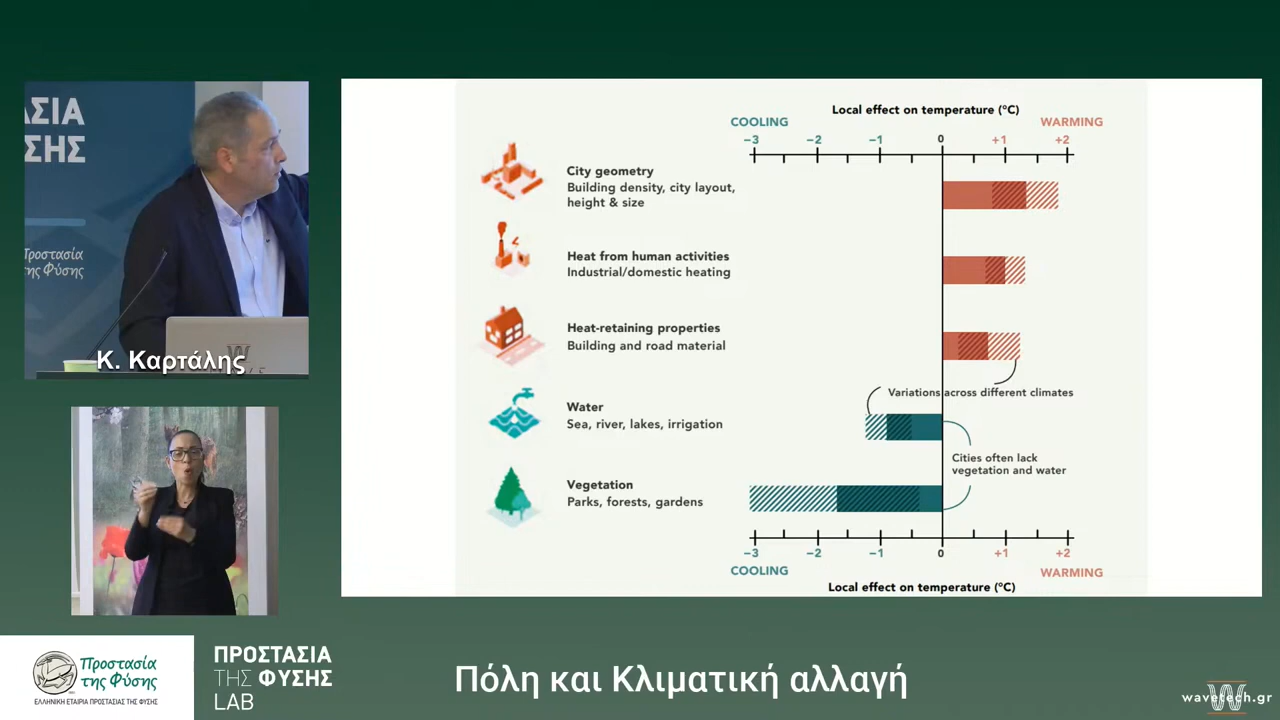 ΑΣΙΑ
ΣΗΣ
Προστασία
της Φύσης
Κ. Καρτάλης
Local effect on temperature (°C)
COOLING
WARMING
−3 −2 −1 0 +1 +2
City geometry
Building density, city layout,
height & size
Heat from human activities
Industrial/domestic heating
Heat-retaining properties
Building and road material
Variations across different climates
Water
Sea, river, lakes, irrigation
Cities often lack
vegetation and water
Vegetation
Parks, forests, gardens
−3 −2 −1 0 +1 +2
COOLING
WARMING
Local effect on temperature (°C)
Προστασία
της Φύσης
ΕΛΛΗΝΙΚΗ ΕΤΑΙΡΙΑ ΠΡΟΣΤΑΣΙΑΣ ΤΗΣ ΦΥΣΗΣ
ΠΡΟΣΤΑΣΙΑ
ΤΗΣ ΦΥΣΗΣ
LAB
Πόλη και Κλιματική αλλαγή
wavetech.gr